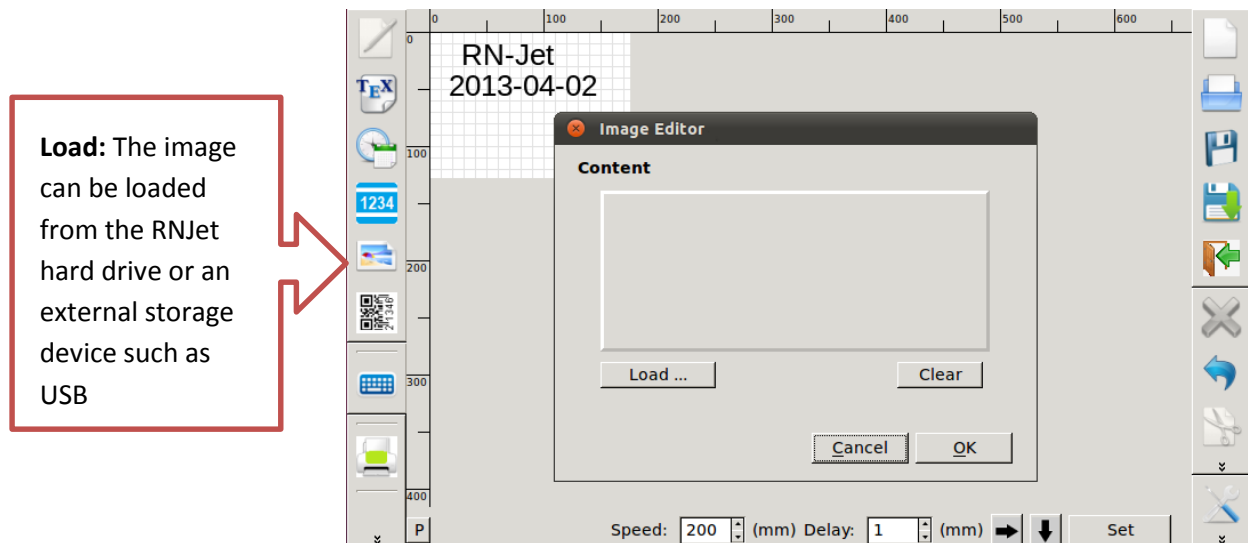 Load: The image
can be loaded
from the RNJet
hard drive or an
external storage
device such as
USB
0 100 200 300 400 500 600
0
100
200
300
400
TEX
1234
21346
RN-Jet
2013-04-02
Image Editor
Content
Load ... Clear
Cancel OK
P Speed: 200 (mm) Delay: 1 (mm) Set